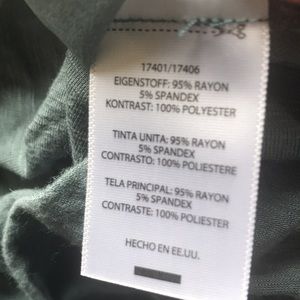 17401/17406
EIGENSTOFF: 95% RAYON
5% SPANDEX
KONTRAST: 100% POLYESTER
TINTA UNITA: 95% RAYON
5% SPANDEX
CONTRASTO: 100% POLIESTERE
TELA PRINCIPAL: 95% RAYON
5% SPANDEX
CONTRASTE: 100% POLYESTER
HECHO EN EE.UU.